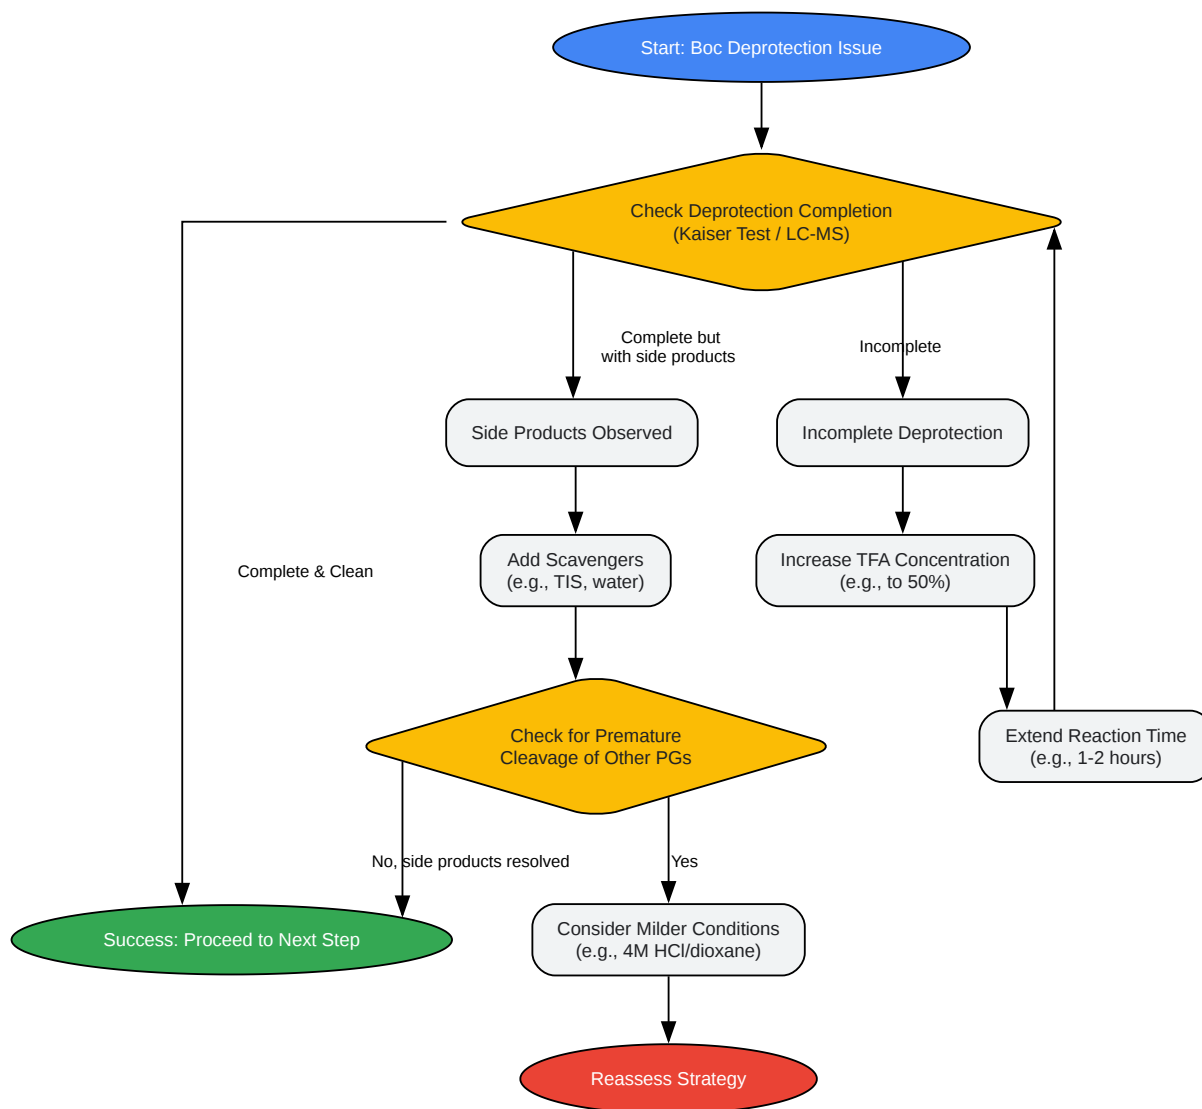 Start: Boc Deprotection Issue
Check Deprotection Completion
(Kaiser Test / LC-MS)
Complete but
with side products
Incomplete
Side Products Observed
Incomplete Deprotection
Complete & Clean
Add Scavengers
(e.g., TIS, water)
Increase TFA Concentration
(e.g., to 50%)
Check for Premature
Cleavage of Other PGs
Extend Reaction Time
(e.g., 1-2 hours)
No, side products resolved
Yes
Success: Proceed to Next Step
Consider Milder Conditions
(e.g., 4M HCl/dioxane)
Reassess Strategy